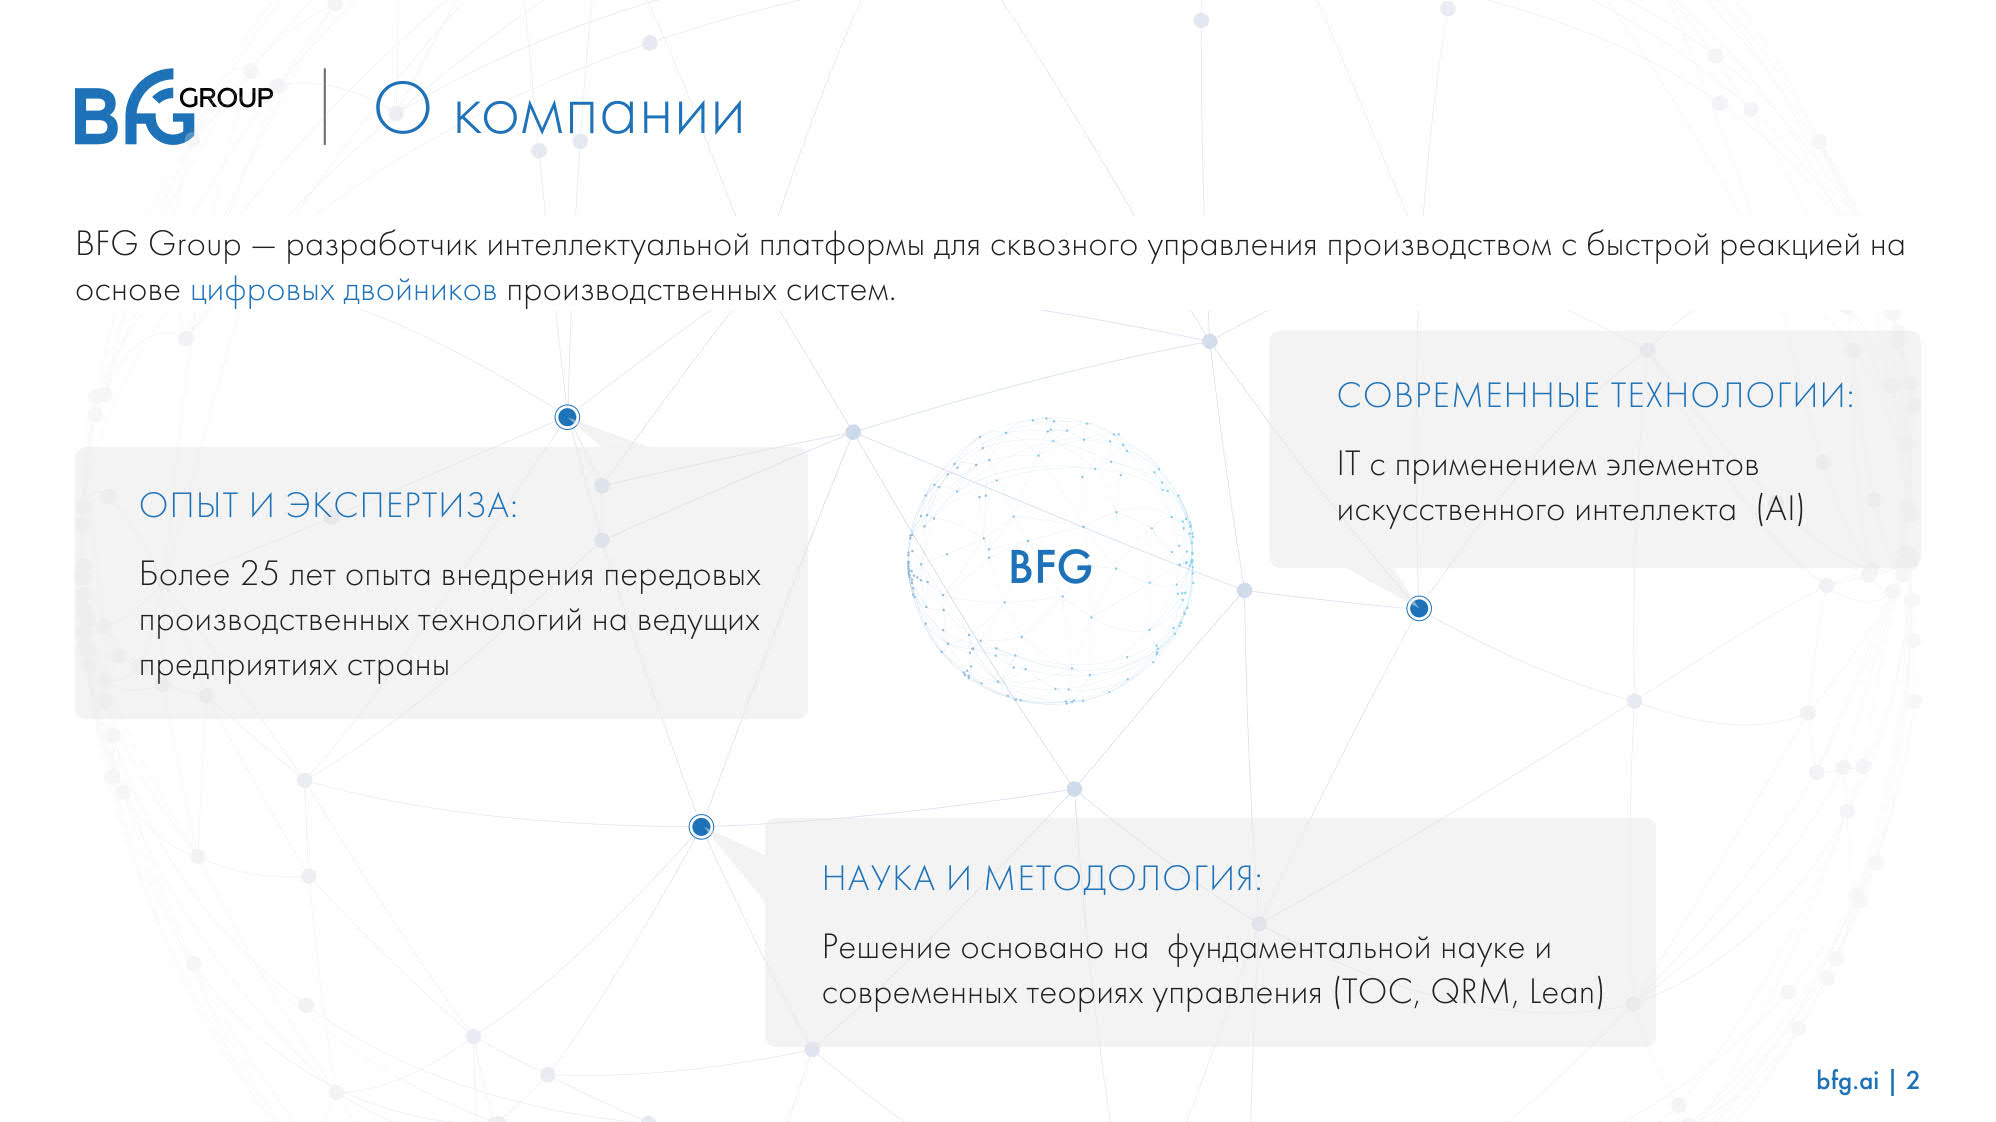 BFG GROUP
О компании
BFG Group — разработчик интеллектуальной платформы для сквозного управления производством с быстрой реакцией на
основе цифровых двойников производственных систем.
СОВРЕМЕННЫЕ ТЕХНОЛОГИИ:
IT с применением элементов
искусственного интеллекта (AI)
ОПЫТ И ЭКСПЕРТИЗА:
Более 25 лет опыта внедрения передовых
производственных технологий на ведущих
предприятиях страны
BFG
НАУКА И МЕТОДОЛОГИЯ:
Решение основано на фундаментальной науке и
современных теориях управления (TOC, QRM, Lean)
bfg.ai | 2